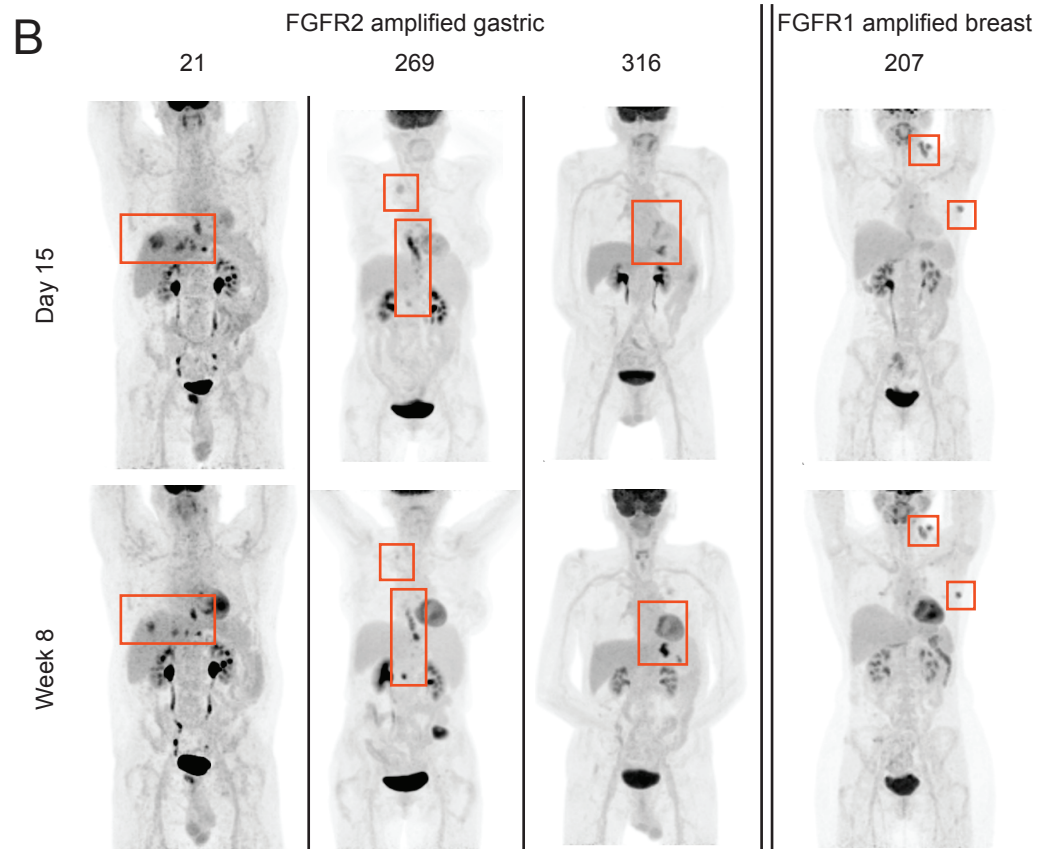 B
FGFR2 amplified gastric
FGFR1 amplified breast
21
269
316
207
Day 15
Week 8